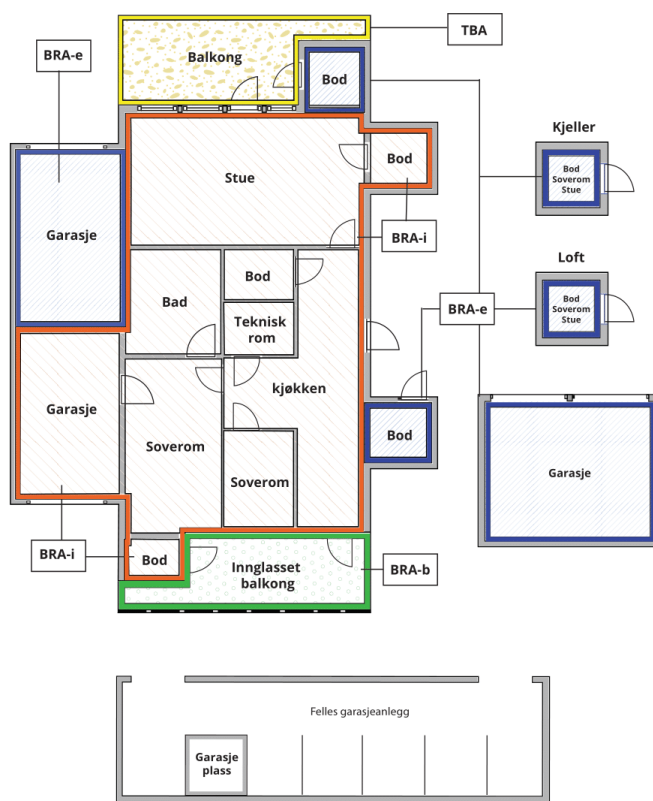 TBA
BRA-e
Balkong
Bod
Kjeller
Bod
Soverom
Stue
Bod
Stue
Garasje
BRA-i
Loft
Bod
Bad
Bod
Soverom
Stue
BRA-e
Teknisk
rom
kjøkken
Garasje
Bod
Soverom
Garasje
Soverom
BRA-i
Bod
Innglasset
balkong
BRA-b
Felles garasjeanlegg
Garasje
plass